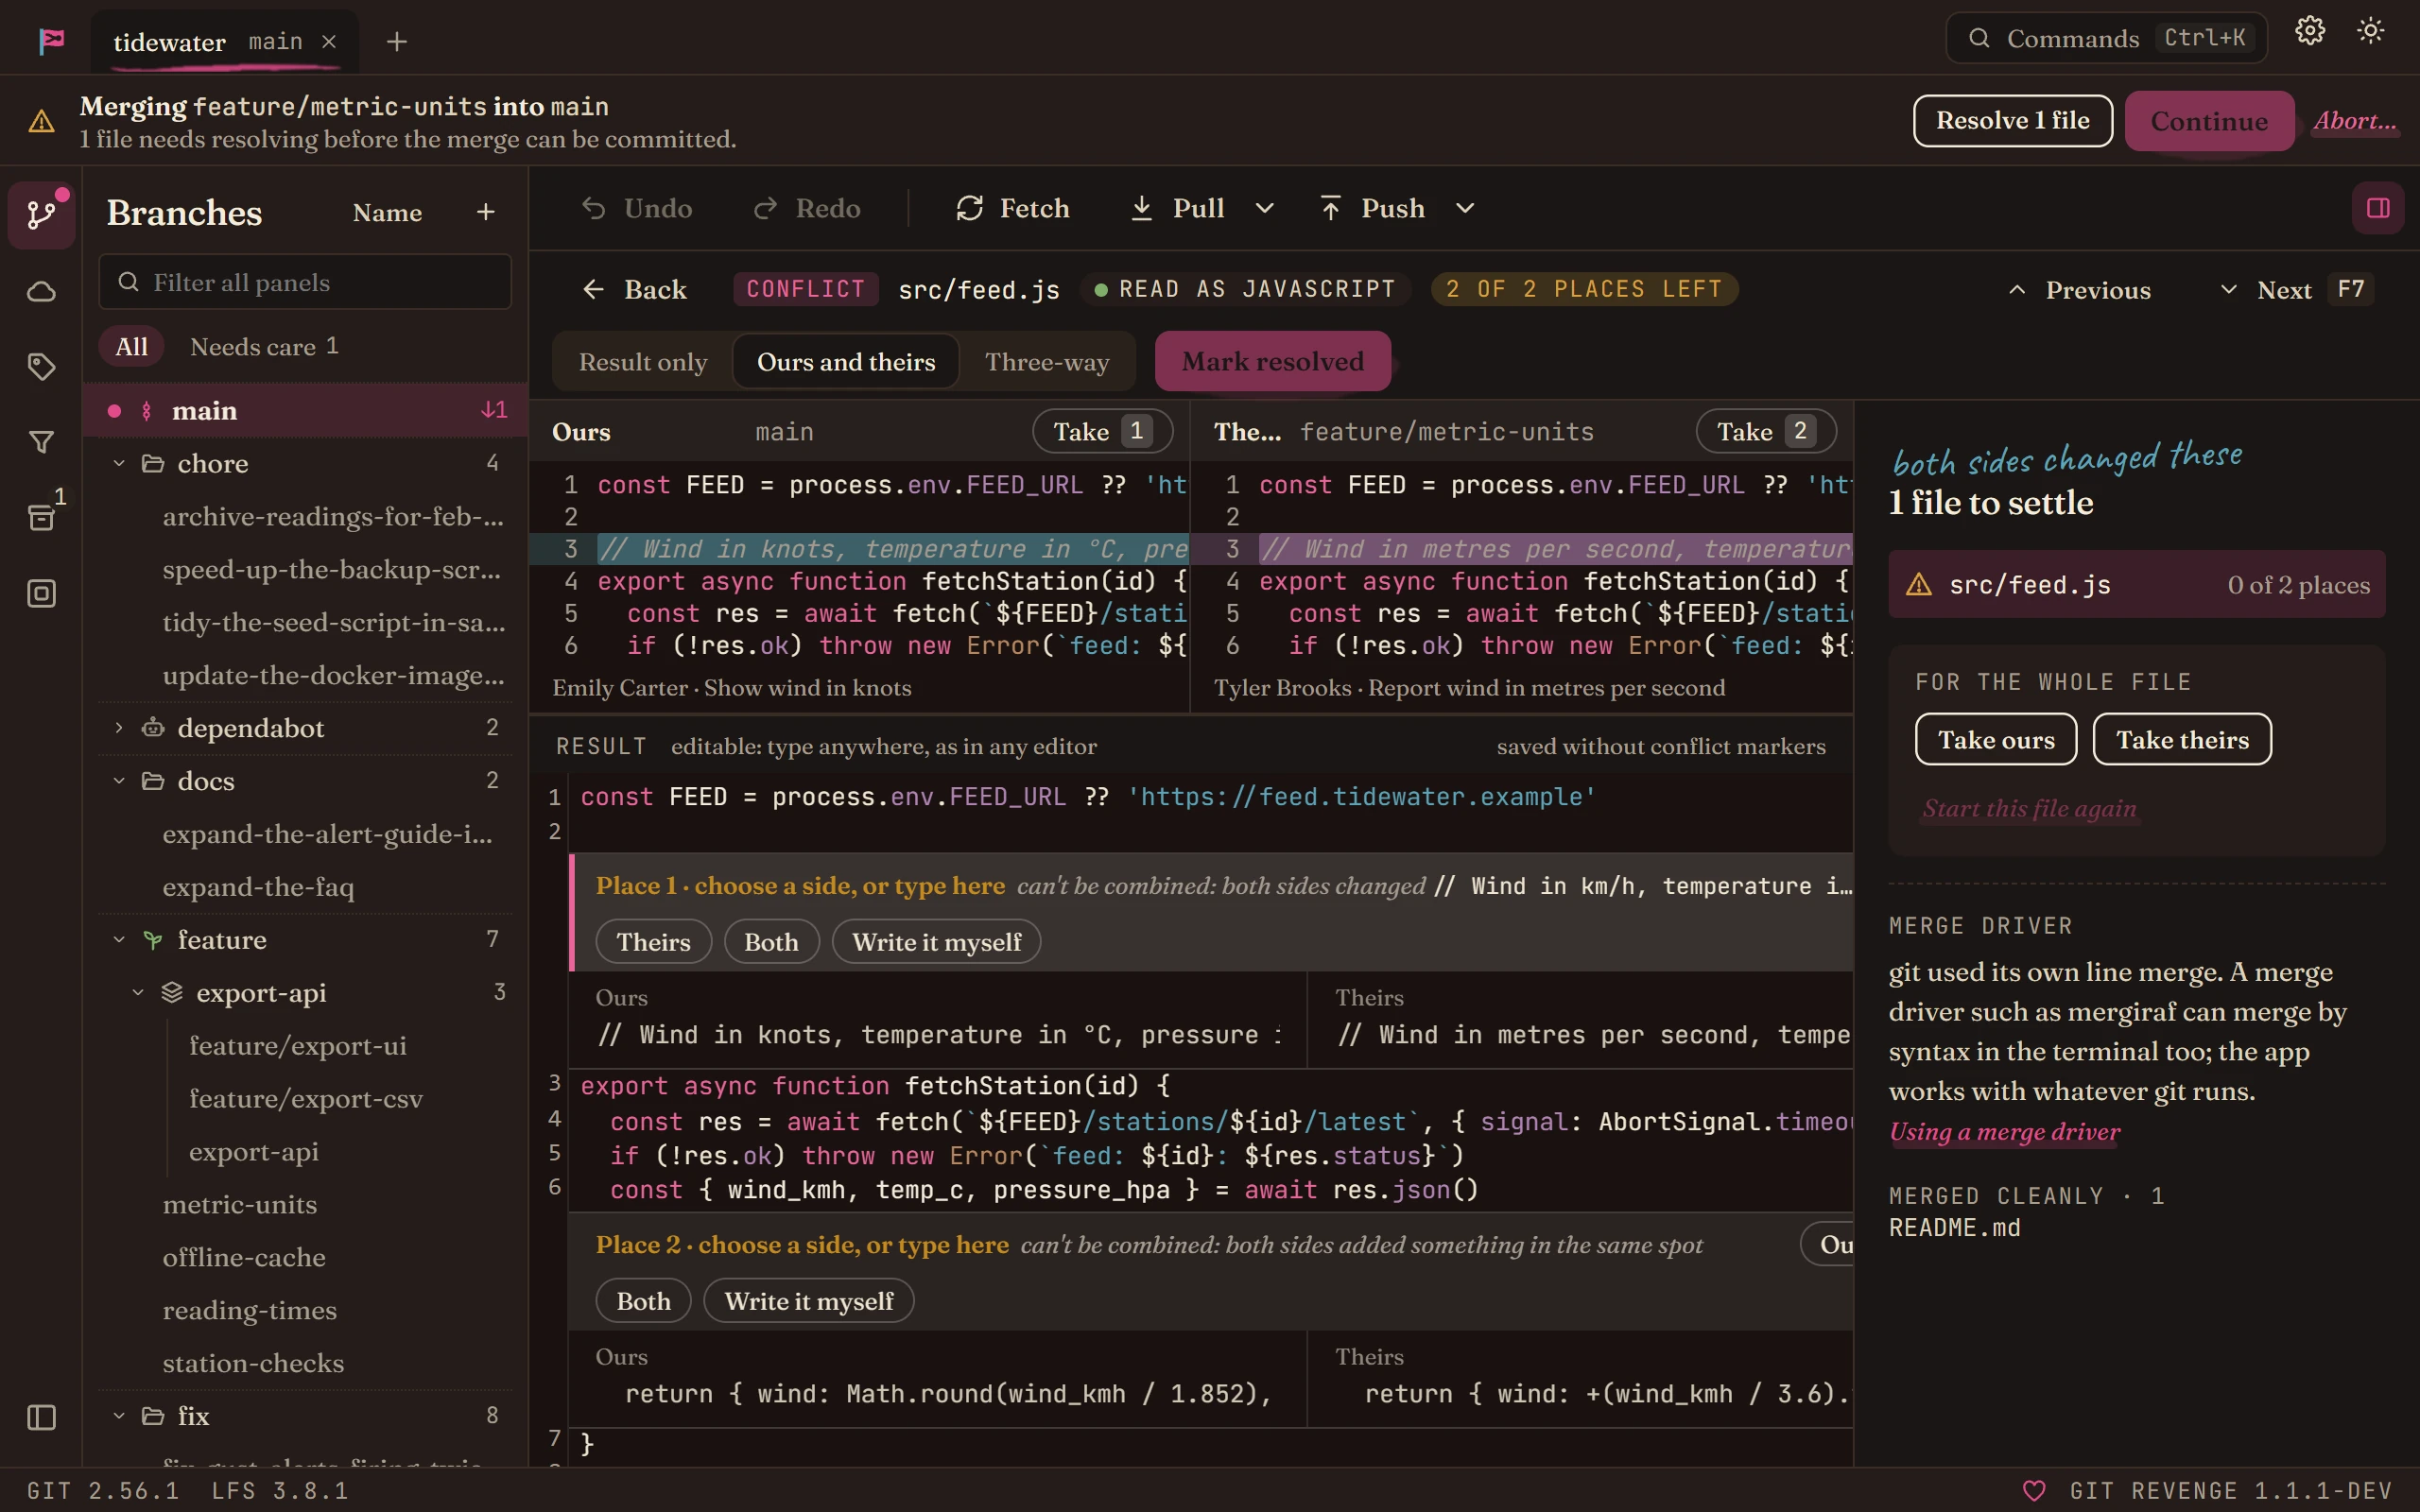 tidewater main
Commands Ctrl+K
Merging feature/metric-units into main
1 file needs resolving before the merge can be committed.
Resolve 1 file
Continue
Abort...
Branches Name
Filter all panels
All Needs care 1
main ↓1
chore 4
archive-readings-for-feb-...
speed-up-the-backup-scr...
tidy-the-seed-script-in-sa...
update-the-docker-image...
dependabot 2
docs 2
expand-the-alert-guide-i...
expand-the-faq
feature 7
export-api 3
feature/export-ui
feature/export-csv
export-api
metric-units
offline-cache
reading-times
station-checks
fix 8
1
Undo Redo Fetch Pull Push
Back CONFLICT src/feed.js READ AS JAVASCRIPT 2 OF 2 PLACES LEFT Previous Next F7
Result only Ours and theirs Three-way Mark resolved
Ours main Take 1
1 const FEED = process.env.FEED_URL ?? 'ht
2
3 // Wind in knots, temperature in °C, pre
4 export async function fetchStation(id) {
5 const res = await fetch(`${FEED}/stati
6 if (!res.ok) throw new Error(`feed: ${
Emily Carter · Show wind in knots
The... feature/metric-units Take 2
1 const FEED = process.env.FEED_URL ?? 'ht
2
3 // Wind in metres per second, temperatur
4 export async function fetchStation(id) {
5 const res = await fetch(`${FEED}/stati
6 if (!res.ok) throw new Error(`feed: ${
Tyler Brooks · Report wind in metres per second
RESULT editable: type anywhere, as in any editor saved without conflict markers
1 const FEED = process.env.FEED_URL ?? 'https://feed.tidewater.example'
2
Place 1 · choose a side, or type here can't be combined: both sides changed // Wind in km/h, temperature i...
Theirs Both Write it myself
Ours
// Wind in knots, temperature in °C, pressure
Theirs
// Wind in metres per second, tempe
3 export async function fetchStation(id) {
4 const res = await fetch(`${FEED}/stations/${id}/latest`, { signal: AbortSignal.timeou
5 if (!res.ok) throw new Error(`feed: ${id}: ${res.status}`)
6 const { wind_kmh, temp_c, pressure_hpa } = await res.json()
Place 2 · choose a side, or type here can't be combined: both sides added something in the same spot Ou
Both Write it myself
Ours
return { wind: Math.round(wind_kmh / 1.852),
Theirs
return { wind: +(wind_kmh / 3.6).
7 }
both sides changed these
1 file to settle
src/feed.js 0 of 2 places
FOR THE WHOLE FILE
Take ours Take theirs
Start this file again
MERGE DRIVER
git used its own line merge. A merge
driver such as mergiraf can merge by
syntax in the terminal too; the app
works with whatever git runs.
Using a merge driver
MERGED CLEANLY · 1
README.md
GIT 2.56.1 LFS 3.8.1
GIT REVENGE 1.1.1-DEV